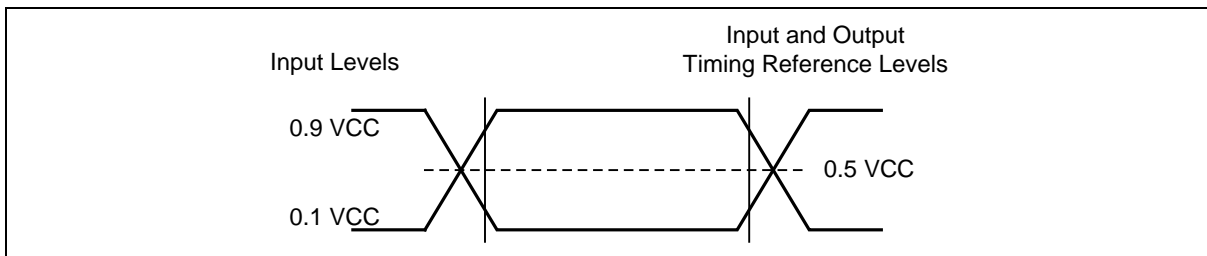 Input Levels
Input and Output
Timing Reference Levels
0.9 VCC
0.5 VCC
0.1 VCC